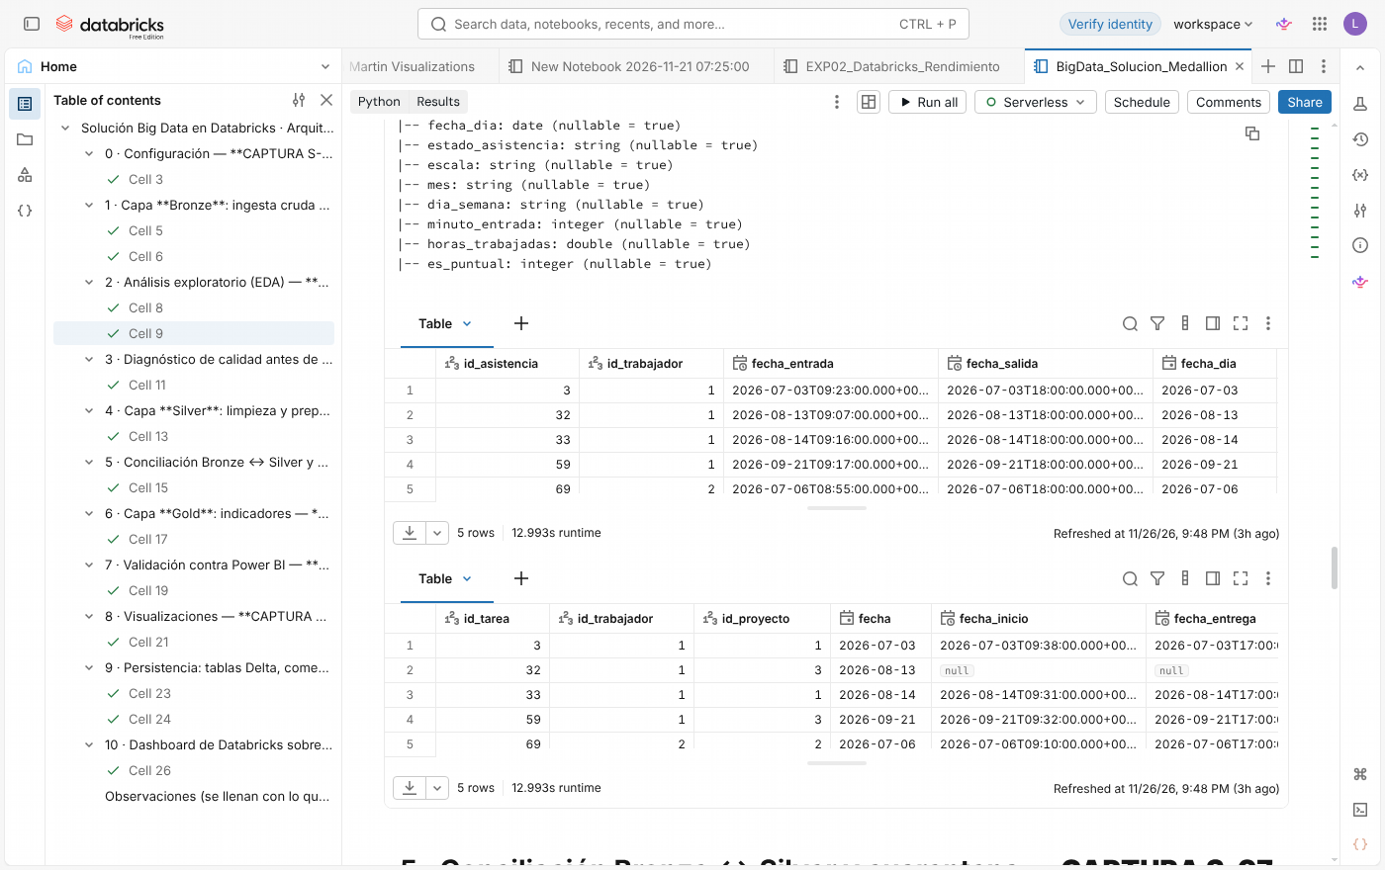 databricks
Free Edition
Search data, notebooks, recents, and more...
CTRL + P
Verify identity
workspace
L
Home
Martin Visualizations
New Notebook 2026-11-21 07:25:00
EXP02_Databricks_Rendimiento
BigData_Solucion_Medallion
Table of contents
Python
Results
Run all
Serverless
Schedule
Comments
Share
Solución Big Data en Databricks · Arquit...
0 · Configuración — **CAPTURA S-...
Cell 3
1 · Capa **Bronze**: ingesta cruda ...
Cell 5
Cell 6
2 · Análisis exploratorio (EDA) — **...
Cell 8
Cell 9
3 · Diagnóstico de calidad antes de ...
Cell 11
4 · Capa **Silver**: limpieza y prep...
Cell 13
5 · Conciliación Bronze ↔ Silver y ...
Cell 15
6 · Capa **Gold**: indicadores — *...
Cell 17
7 · Validación contra Power BI — **...
Cell 19
8 · Visualizaciones — **CAPTURA ...
Cell 21
9 · Persistencia: tablas Delta, come...
Cell 23
Cell 24
10 · Dashboard de Databricks sobre...
Cell 26
Observaciones (se llenan con lo qu...
|-- fecha_dia: date (nullable = true)
|-- estado_asistencia: string (nullable = true)
|-- escala: string (nullable = true)
|-- mes: string (nullable = true)
|-- dia_semana: string (nullable = true)
|-- minuto_entrada: integer (nullable = true)
|-- horas_trabajadas: double (nullable = true)
|-- es_puntual: integer (nullable = true)
Table
id_asistencia id_trabajador fecha_entrada fecha_salida fecha_dia
1 3 1 2026-07-03T09:23:00.000+00... 2026-07-03T18:00:00.000+00... 2026-07-03
2 32 1 2026-08-13T09:07:00.000+00... 2026-08-13T18:00:00.000+00... 2026-08-13
3 33 1 2026-08-14T09:16:00.000+00... 2026-08-14T18:00:00.000+00... 2026-08-14
4 59 1 2026-09-21T09:17:00.000+00... 2026-09-21T18:00:00.000+00... 2026-09-21
5 69 2 2026-07-06T08:55:00.000+00... 2026-07-06T18:00:00.000+00... 2026-07-06
5 rows 12.993s runtime
Refreshed at 11/26/26, 9:48 PM (3h ago)
Table
id_tarea id_trabajador id_proyecto fecha fecha_inicio fecha_entrega
1 3 1 1 2026-07-03 2026-07-03T09:38:00.000+00... 2026-07-03T17:00:
2 32 1 3 2026-08-13 null null
3 33 1 1 2026-08-14 2026-08-14T09:31:00.000+00... 2026-08-14T17:00:
4 59 1 3 2026-09-21 2026-09-21T09:32:00.000+00... 2026-09-21T17:00:
5 69 2 2 2026-07-06 2026-07-06T09:10:00.000+00... 2026-07-06T17:00:
5 rows 12.993s runtime
Refreshed at 11/26/26, 9:48 PM (3h ago)